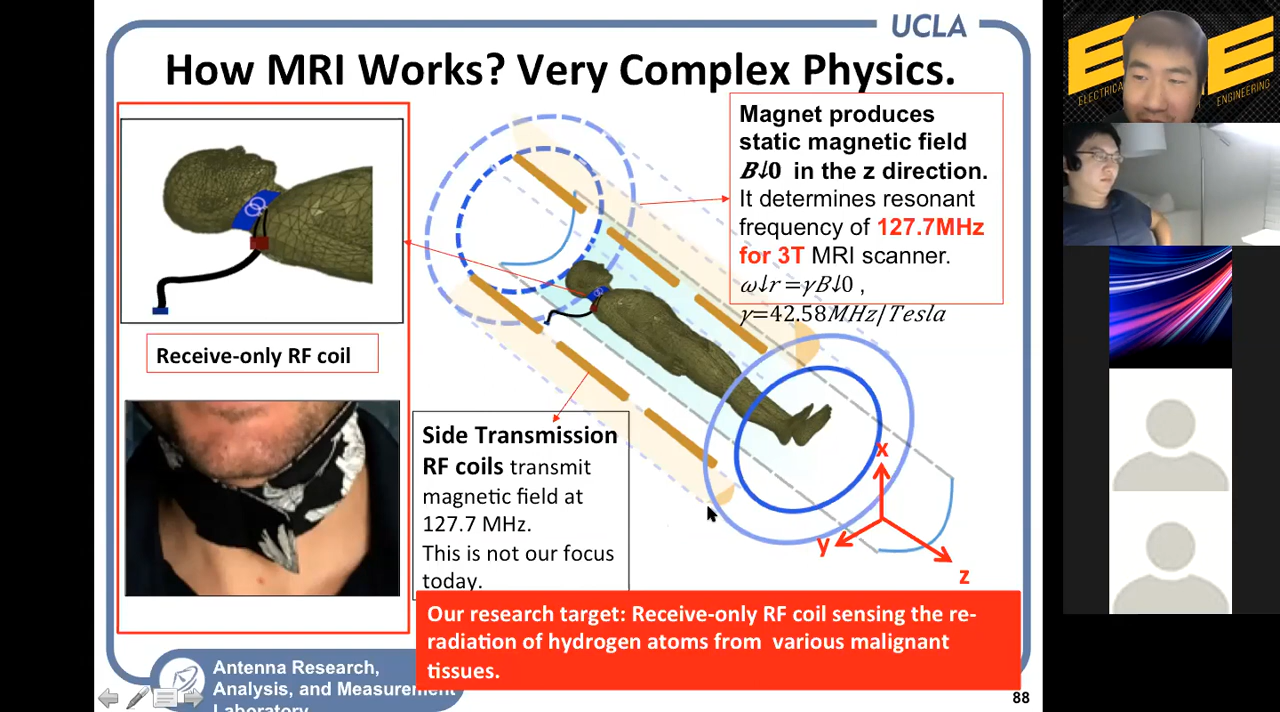 UCLA
How MRI Works? Very Complex Physics.
Magnet produces
static magnetic field
B↓0 in the z direction.
It determines resonant
frequency of 127.7MHz
for 3T MRI scanner.
ω↓r =γB↓0 ,
γ=42.58MHz/Tesla
Receive-only RF coil
Side Transmission
RF coils transmit
magnetic field at
127.7 MHz.
This is not our focus
today.
x
y
z
Our research target: Receive-only RF coil sensing the re-
radiation of hydrogen atoms from various malignant
tissues.
Antenna Research,
Analysis, and Measurement
Laboratory
88
ELECTRICA
ENGINEERING